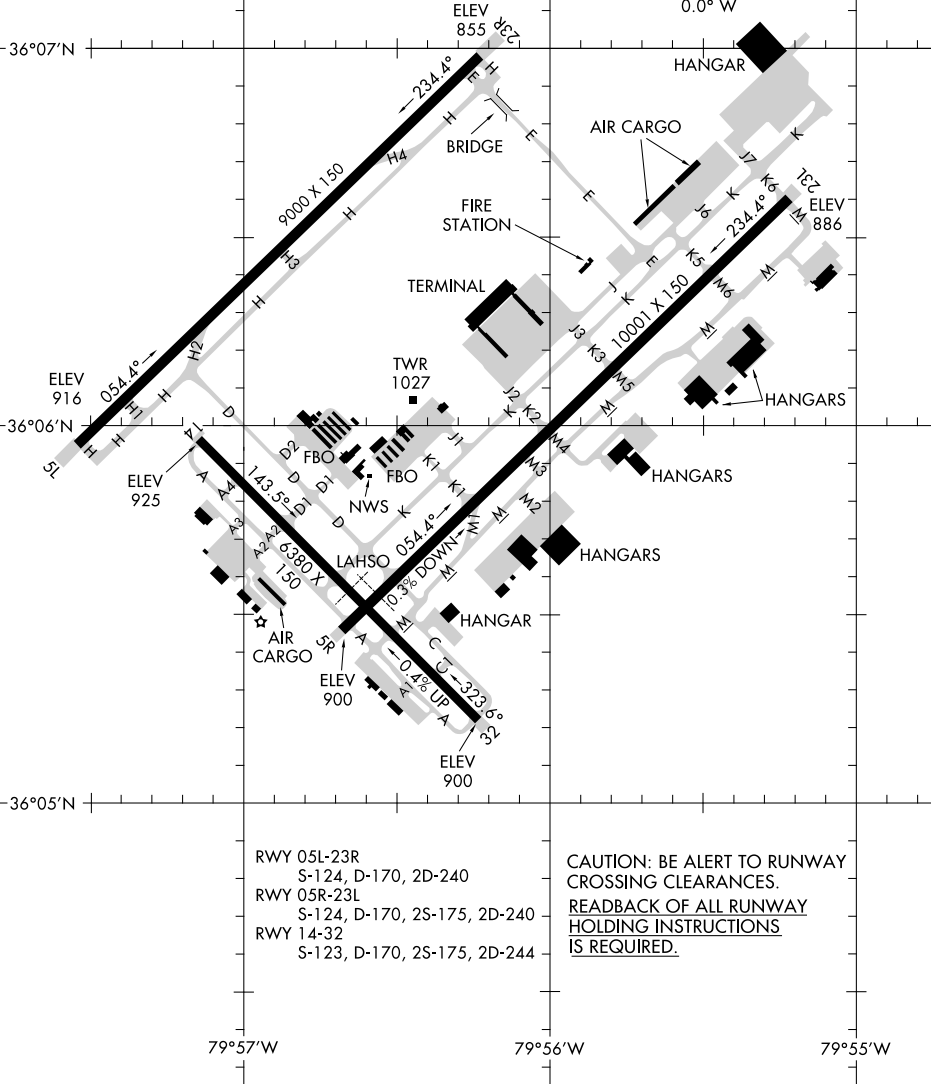 0.0° W
ELEV
855
23R
36°07'N
HANGAR
H
E
234.4°
H
BRIDGE
E
AIR CARGO
K
J7
H4
9000 X 150
K6
23L
E
K
J6
FIRE
STATION
H
234.4°
M
ELEV
886
H3
E
K5
M
TERMINAL
J
K
M6
H
10001 X 150
M
J3
K3
H2
M5
TWR
1027
ELEV
916
054.4°
H
H1
D
J2
K
K2
M
HANGARS
36°06'N
H
14
5L
D2
FBO
J1
M4
ELEV
925
A
A4
143.5°
D
D1
D1
NWS
FBO
K1
K1
M3
HANGARS
D
K
M2
M
M1
A3
A2
A2
054.4°
LAHSO
HANGARS
6380 X
150
0.3% DOWN
M
AIR
CARGO
5R
A
M
HANGAR
C
C1
ELEV
900
0.4% UP
323.6°
A1
A
32
ELEV
900
36°05'N
RWY 05L-23R
S-124, D-170, 2D-240
RWY 05R-23L
S-124, D-170, 2S-175, 2D-240
RWY 14-32
S-123, D-170, 2S-175, 2D-244
CAUTION: BE ALERT TO RUNWAY
CROSSING CLEARANCES.
READBACK OF ALL RUNWAY
HOLDING INSTRUCTIONS
IS REQUIRED.
79°57'W
79°56'W
79°55'W